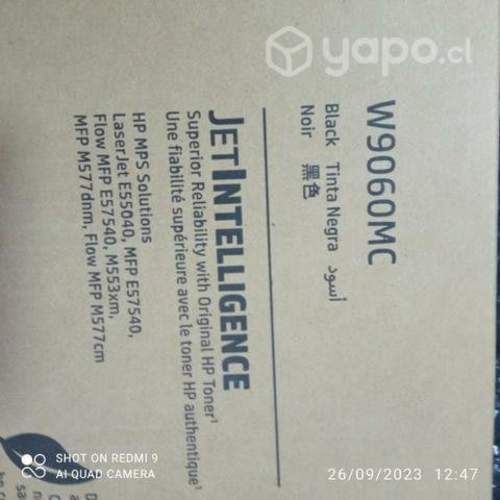 yapo.cl
W9060MC
Black Tinta Negra أسود
Noir 黑色
JETINTELLIGENCE
Superior Reliability with Original HP Toner¹
Une fiabilité supérieure avec le toner HP authentique¹
HP MPS Solutions
LaserJet E55040, MFP E57540,
Flow MFP E57540, M553xm,
MFP M577dnm, Flow MFP M577cm
SHOT ON REDMI 9
AI QUAD CAMERA
26/09/2023 12:47